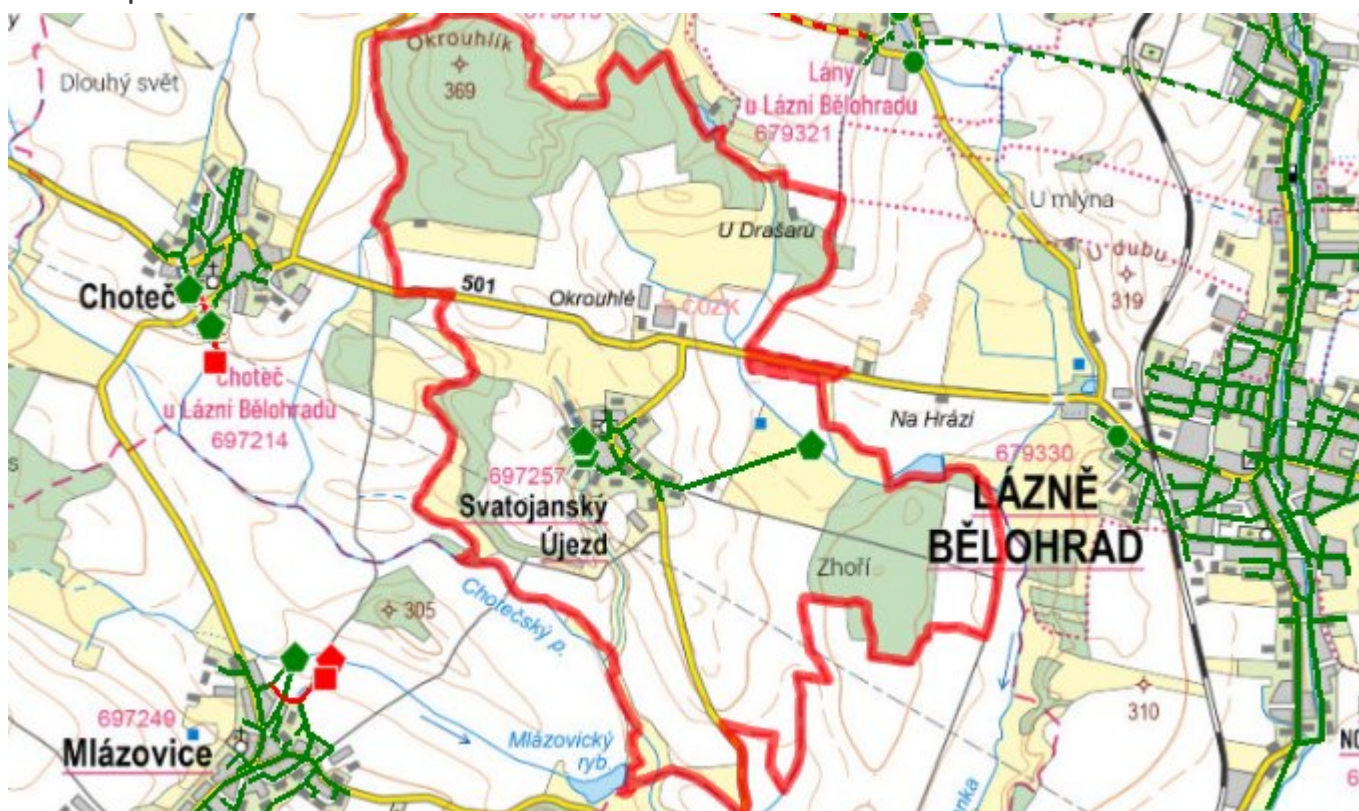 Okrouhlík
369
Dlouhý svět
Lány
u Lázní Bělohradu
679321
U mlýna
U Drašarů
U dubu
319
Choteč
501
Okrouhlé
ČÚZK
300
Choteč
u Lázní Bělohradu
697214
Na Hrázi
679330
LÁZNĚ
BĚLOHRAD
697257
Svatojanský
Újezd
Zhoří
Chotečský p.
305
310
697249
Mlázovice
Mlázovický
ryb.